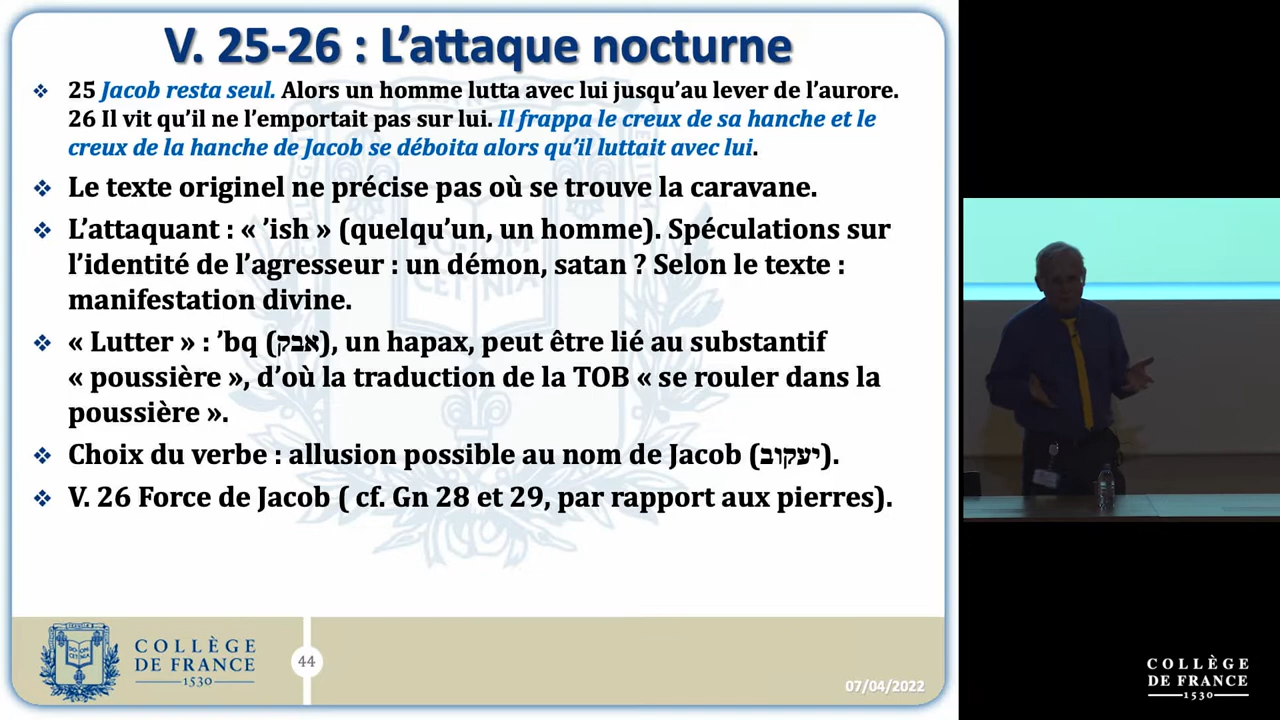 V. 25-26 : L’attaque nocturne
❖ 25 Jacob resta seul. Alors un homme lutta avec lui jusqu’au lever de l’aurore.
26 Il vit qu’il ne l’emportait pas sur lui. Il frappa le creux de sa hanche et le
creux de la hanche de Jacob se déboita alors qu’il luttait avec lui.
❖ Le texte originel ne précise pas où se trouve la caravane.
❖ L’attaquant : « ’ish » (quelqu’un, un homme). Spéculations sur
l’identité de l’agresseur : un démon, satan ? Selon le texte :
manifestation divine.
❖ « Lutter » : ’bq (אבק), un hapax, peut être lié au substantif
« poussière », d’où la traduction de la TOB « se rouler dans la
poussière ».
❖ Choix du verbe : allusion possible au nom de Jacob (יעקוב).
❖ V. 26 Force de Jacob ( cf. Gn 28 et 29, par rapport aux pierres).
COLLÈGE
DE FRANCE
1530
44
07/04/2022
COLLÈGE
DE FRANCE
1530